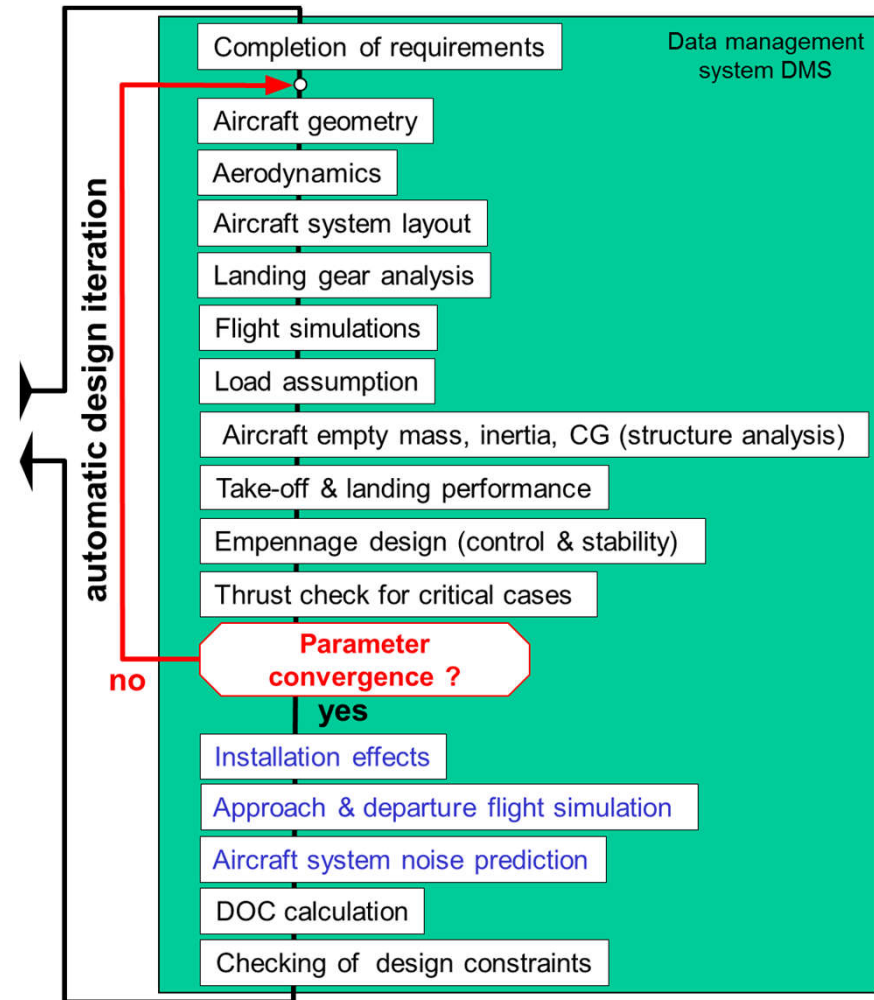 Completion of requirements
Data management
system DMS
Aircraft geometry
Aerodynamics
Aircraft system layout
Landing gear analysis
Flight simulations
Load assumption
Aircraft empty mass, inertia, CG (structure analysis)
Take-off & landing performance
Empennage design (control & stability)
Thrust check for critical cases
automatic design iteration
Parameter
convergence ?
no
yes
Installation effects
Approach & departure flight simulation
Aircraft system noise prediction
DOC calculation
Checking of design constraints